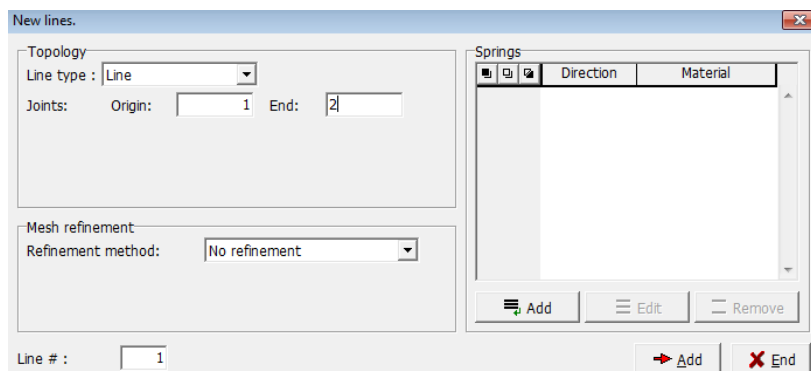 New lines.
Topology
Line type : Line
Joints: Origin: 1 End: 2
Mesh refinement
Refinement method: No refinement
Line # : 1
Springs
Direction Material
Add Edit Remove
Add End